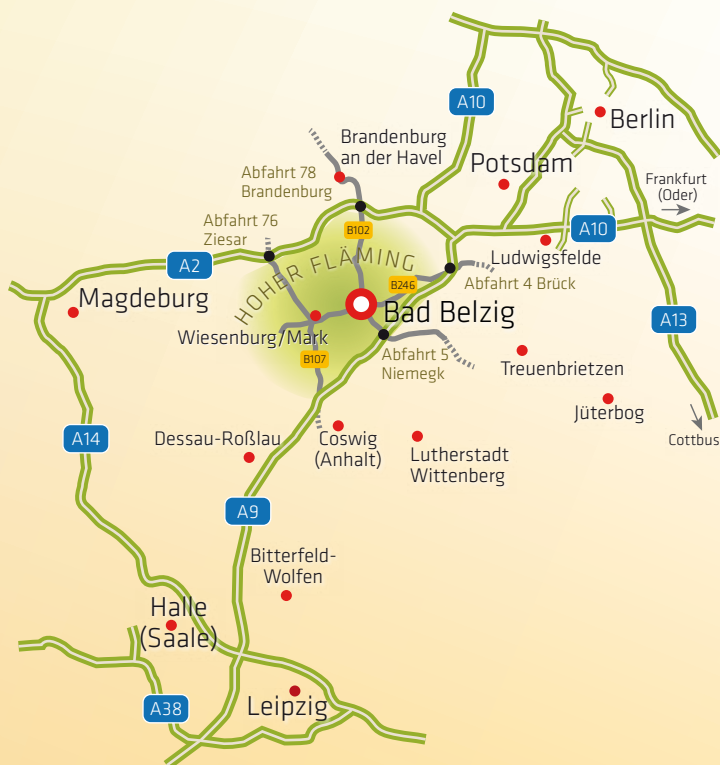 A10
Berlin
Brandenburg
an der Havel
Potsdam
Abfahrt 78
Brandenburg
Frankfurt
(Oder)
Abfahrt 76
Ziesar
B102
A10
A2
HOHER FLÄMING
Ludwigsfelde
B246
Abfahrt 4 Brück
Magdeburg
Bad Belzig
A13
Wiesenburg/Mark
B107
Abfahrt 5
Niemegk
Treuenbrietzen
Jüterbog
Cottbus
A14
Dessau-Roßlau
Coswig
(Anhalt)
Lutherstadt
Wittenberg
A9
Bitterfeld-
Wolfen
Halle
(Saale)
Leipzig
A38